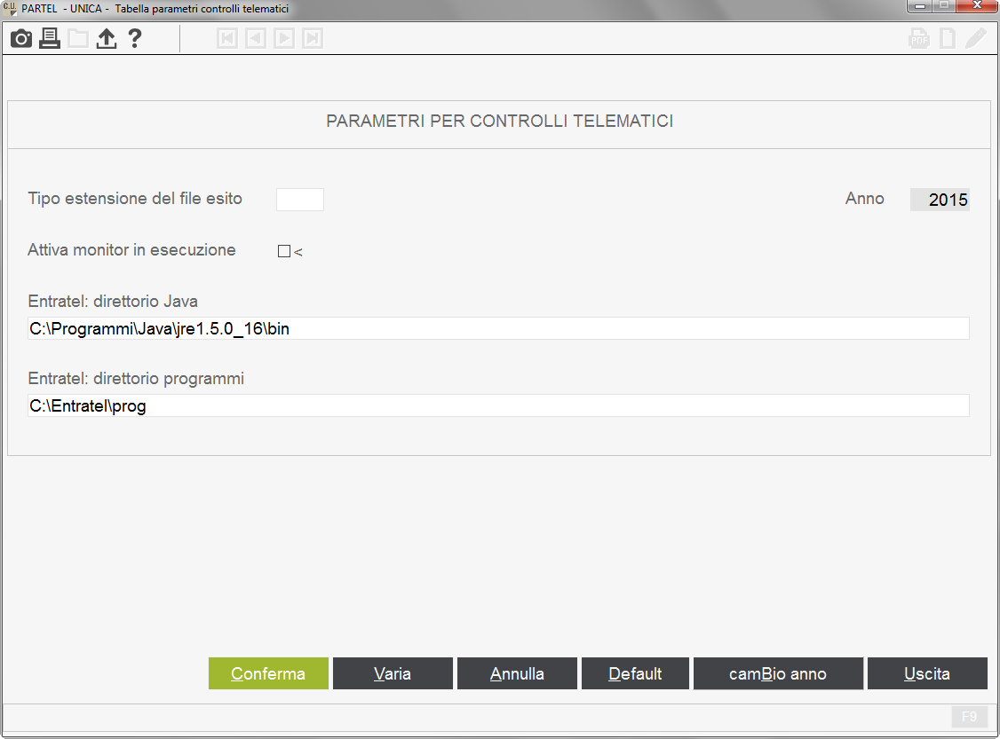 C.U. PARTEL - UNICA - Tabella parametri controlli telematici
PDF
PARAMETRI PER CONTROLLI TELEMATICI
Tipo estensione del file esito
Anno 2015
Attiva monitor in esecuzione <
Entratel: direttorio Java
C:\Programmi\Java\jre1.5.0_16\bin
Entratel: direttorio programmi
C:\Entratel\prog
Conferma Varia Annulla Default camBio anno Uscita
F9